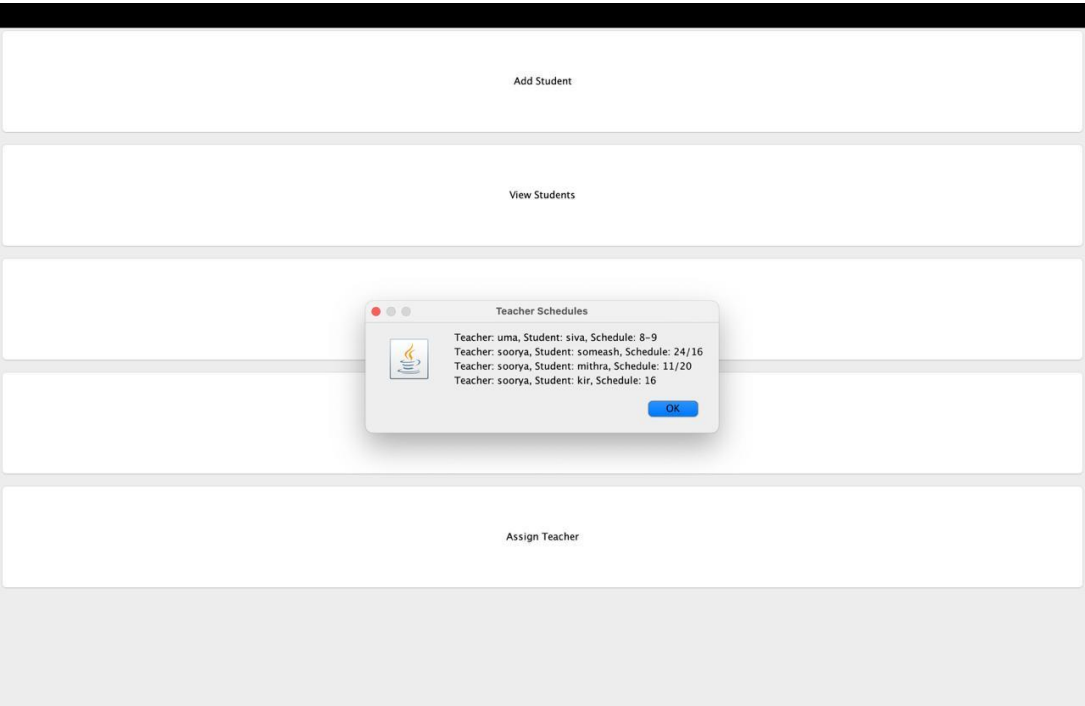 Add Student
View Students
Teacher Schedules
Teacher: uma, Student: siva, Schedule: 8-9
Teacher: soorya, Student: someash, Schedule: 24/16
Teacher: soorya, Student: mithra, Schedule: 11/20
Teacher: soorya, Student: kir, Schedule: 16
OK
Assign Teacher